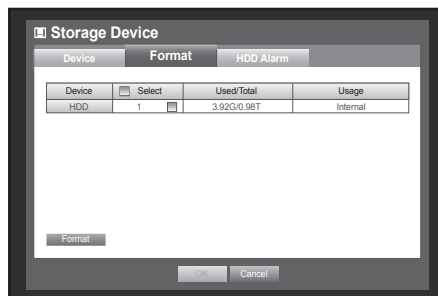 Storage Device
Device Format HDD Alarm
Device Select Used/Total Usage
HDD 1 3.92G/0.98T Internal
Format
OK Cancel